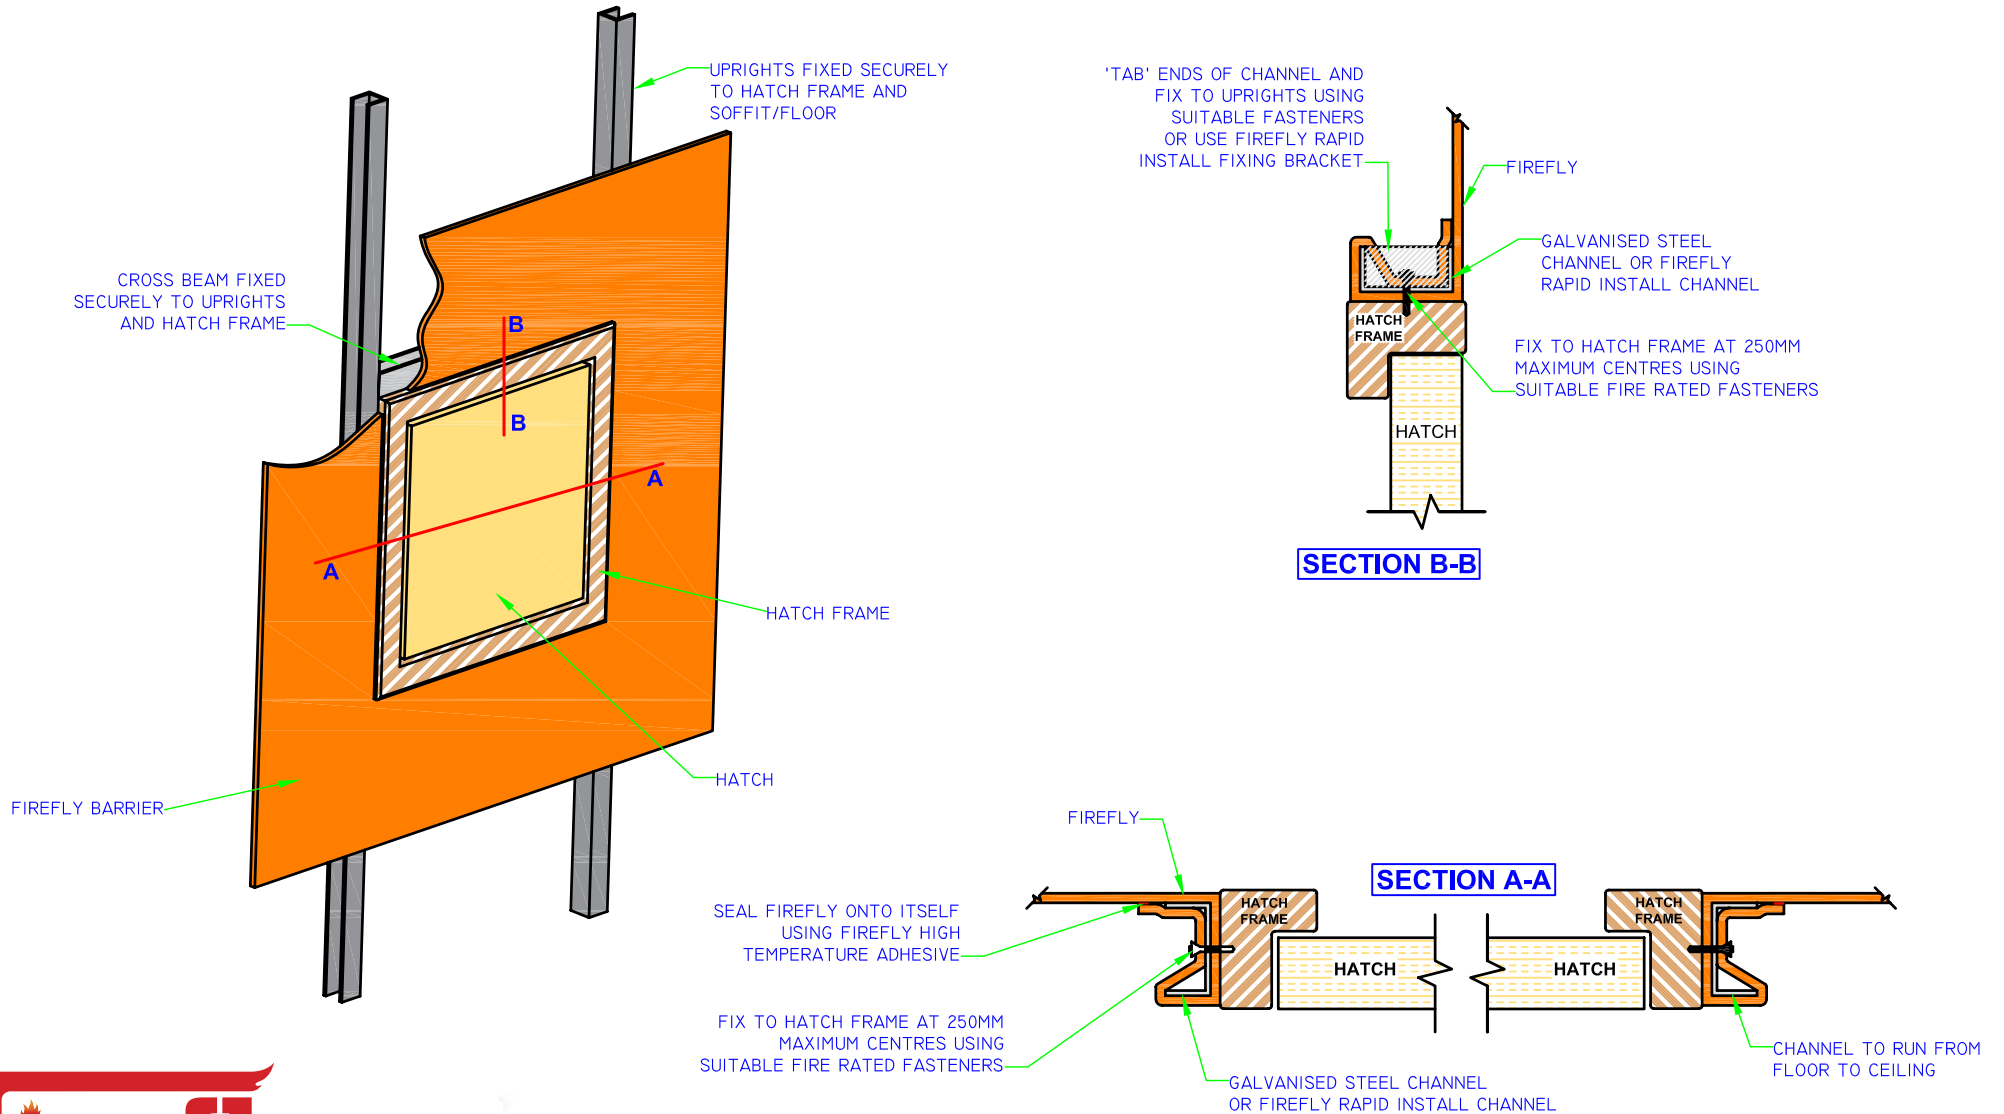 UPRIGHTS FIXED SECURELY
TO HATCH FRAME AND
SOFFIT/FLOOR
CROSS BEAM FIXED
SECURELY TO UPRIGHTS
AND HATCH FRAME
B
B
A
A
HATCH FRAME
HATCH
FIREFLY BARRIER
'TAB' ENDS OF CHANNEL AND
FIX TO UPRIGHTS USING
SUITABLE FASTENERS
OR USE FIREFLY RAPID
INSTALL FIXING BRACKET
FIREFLY
GALVANISED STEEL
CHANNEL OR FIREFLY
RAPID INSTALL CHANNEL
HATCH
FRAME
FIX TO HATCH FRAME AT 250MM
MAXIMUM CENTRES USING
SUITABLE FIRE RATED FASTENERS
HATCH
SECTION B-B
FIREFLY
SECTION A-A
SEAL FIREFLY ONTO ITSELF
USING FIREFLY HIGH
TEMPERATURE ADHESIVE
HATCH
FRAME
HATCH
FRAME
HATCH
HATCH
FIX TO HATCH FRAME AT 250MM
MAXIMUM CENTRES USING
SUITABLE FIRE RATED FASTENERS
GALVANISED STEEL CHANNEL
OR FIREFLY RAPID INSTALL CHANNEL
CHANNEL TO RUN FROM
FLOOR TO CEILING